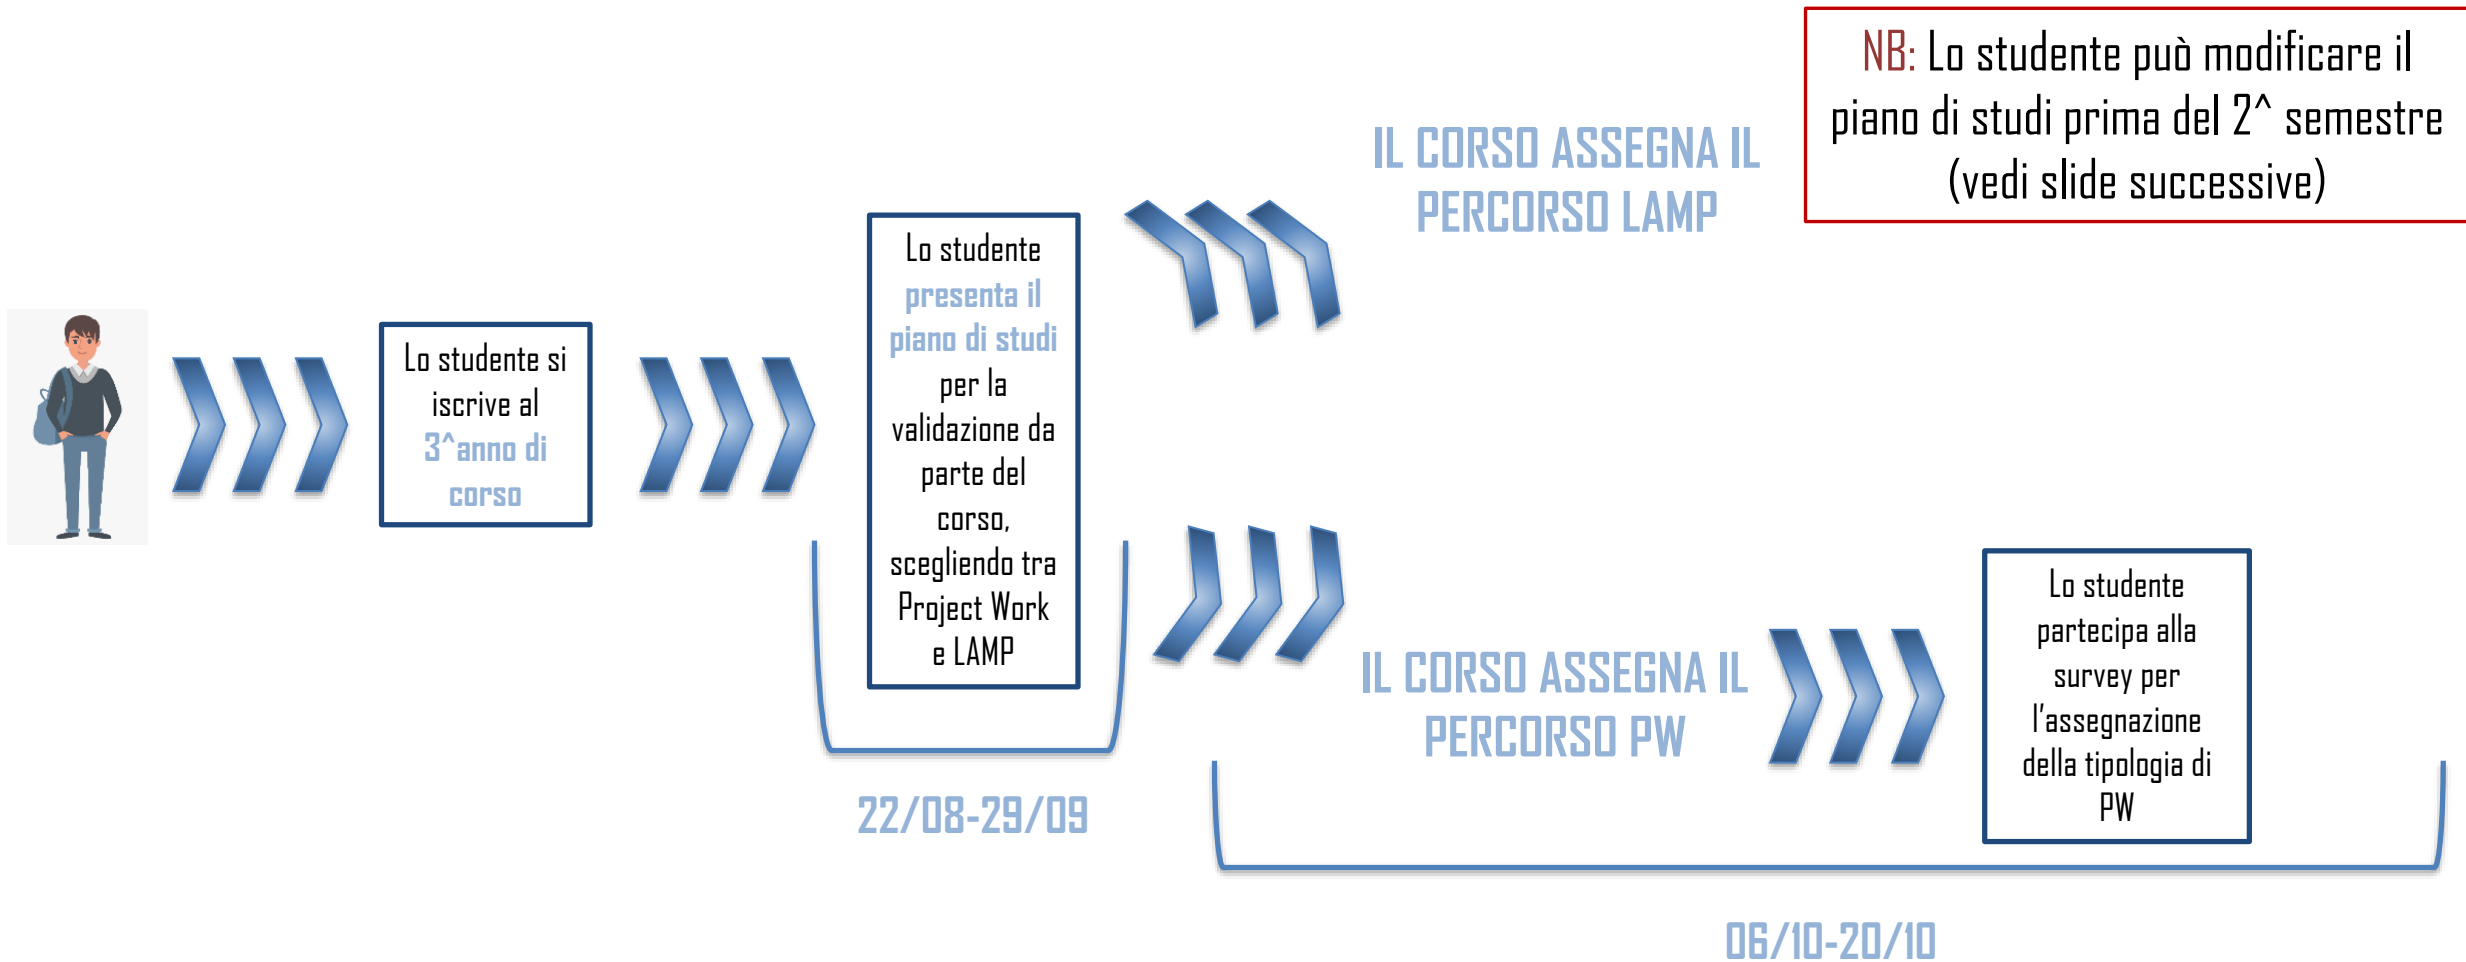 NB: Lo studente può modificare il
piano di studi prima del 2^ semestre
(vedi slide successive)
IL CORSO ASSEGNA IL
PERCORSO LAMP
Lo studente si
iscrive al
3^anno di
corso
Lo studente
presenta il
piano di studi
per la
validazione da
parte del
corso,
scegliendo tra
Project Work
e LAMP
22/08-29/09
IL CORSO ASSEGNA IL
PERCORSO PW
Lo studente
partecipa alla
survey per
l'assegnazione
della tipologia di
PW
06/10-20/10